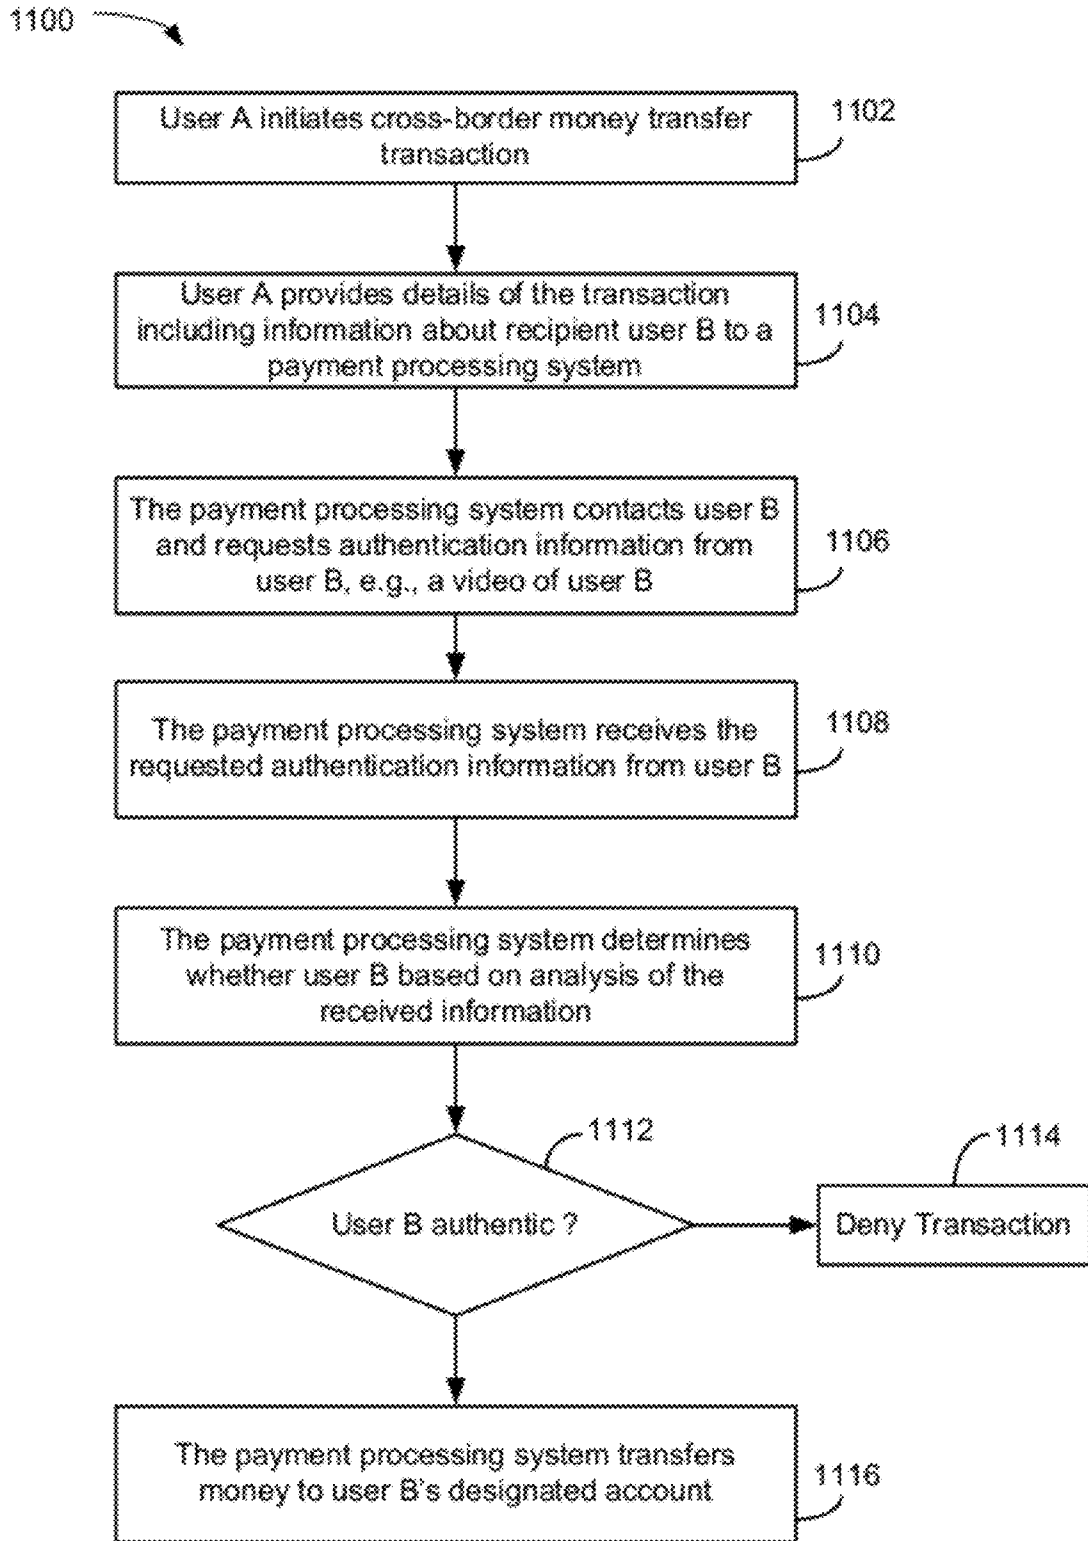 1100
User A initiates cross-border money transfer
transaction
1102
User A provides details of the transaction
including information about recipient user B to a
payment processing system
1104
The payment processing system contacts user B
and requests authentication information from
user B, e.g., a video of user B
1106
The payment processing system receives the
requested authentication information from user B
1108
The payment processing system determines
whether user B based on analysis of the
received information
1110
User B authentic ?
1112
Deny Transaction
1114
The payment processing system transfers
money to user B's designated account
1116